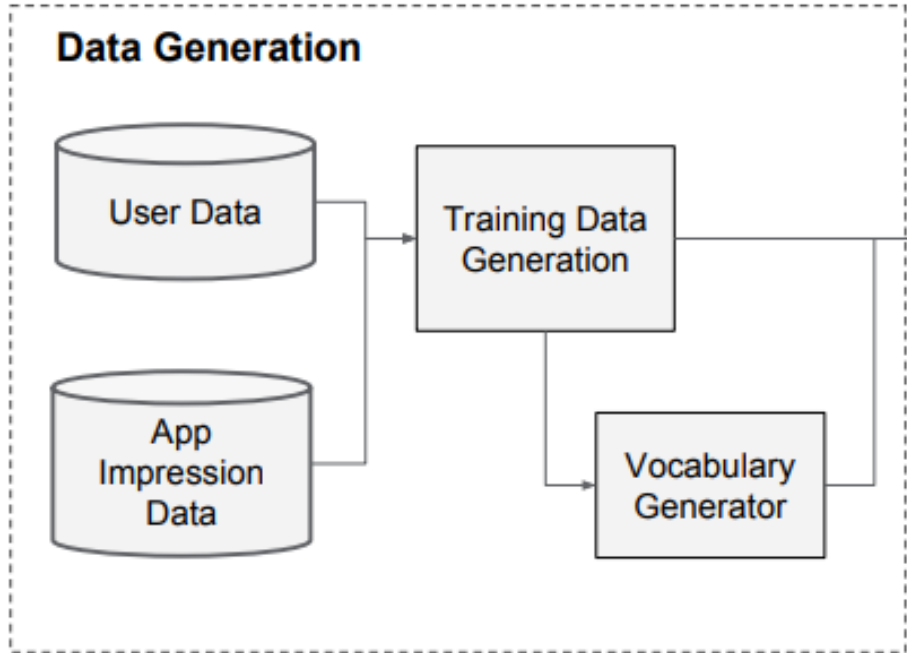 Data Generation
User Data
Training Data
Generation
App
Impression
Data
Vocabulary
Generator